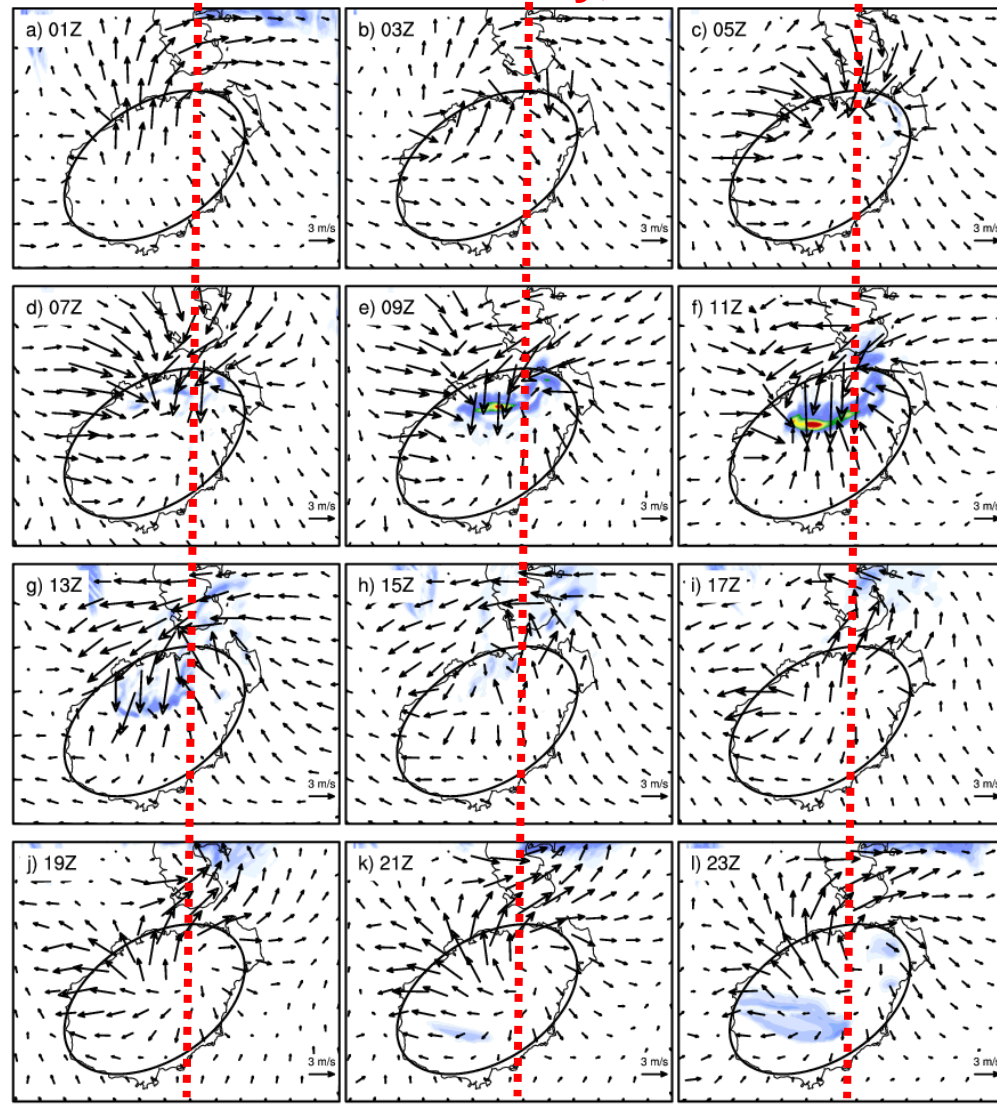 a) 01Z
3 m/s
b) 03Z
3 m/s
c) 05Z
3 m/s
d) 07Z
3 m/s
e) 09Z
3 m/s
f) 11Z
3 m/s
g) 13Z
3 m/s
h) 15Z
3 m/s
i) 17Z
3 m/s
j) 19Z
3 m/s
k) 21Z
3 m/s
l) 23Z
3 m/s